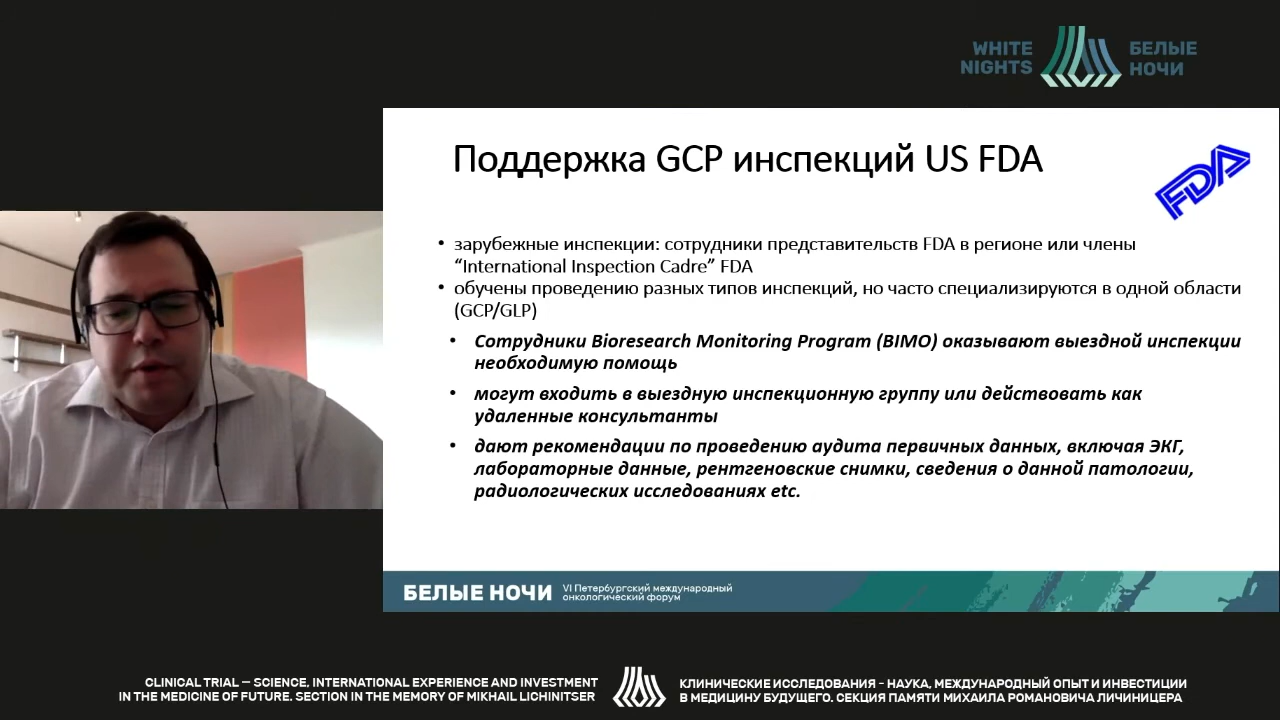 WHITE
NIGHTS
БЕЛЫЕ
НОЧИ
Поддержка GCP инспекций US FDA
FDA
• зарубежные инспекции: сотрудники представительств FDA в регионе или члены
“International Inspection Cadre” FDA
• обучены проведению разных типов инспекций, но часто специализируются в одной области
(GCP/GLP)
• Сотрудники Bioresearch Monitoring Program (BIMO) оказывают выездной инспекции
необходимую помощь
• могут входить в выездную инспекционную группу или действовать как
удаленные консультанты
• дают рекомендации по проведению аудита первичных данных, включая ЭКГ,
лабораторные данные, рентгеновские снимки, сведения о данной патологии,
радиологических исследованиях etc.
БЕЛЫЕ НОЧИ
VI Петербургский международный
онкологический форум
CLINICAL TRIAL – SCIENCE, INTERNATIONAL EXPERIENCE AND INVESTMENT
IN THE MEDICINE OF FUTURE. SECTION IN THE MEMORY OF MIKHAIL LICHINITSER
КЛИНИЧЕСКИЕ ИССЛЕДОВАНИЯ - НАУКА, МЕЖДУНАРОДНЫЙ ОПЫТ И ИНВЕСТИЦИИ
В МЕДИЦИНУ БУДУЩЕГО. СЕКЦИЯ ПАМЯТИ МИХАИЛА РОМАНОВИЧА ЛИЧИНИЦЕРА